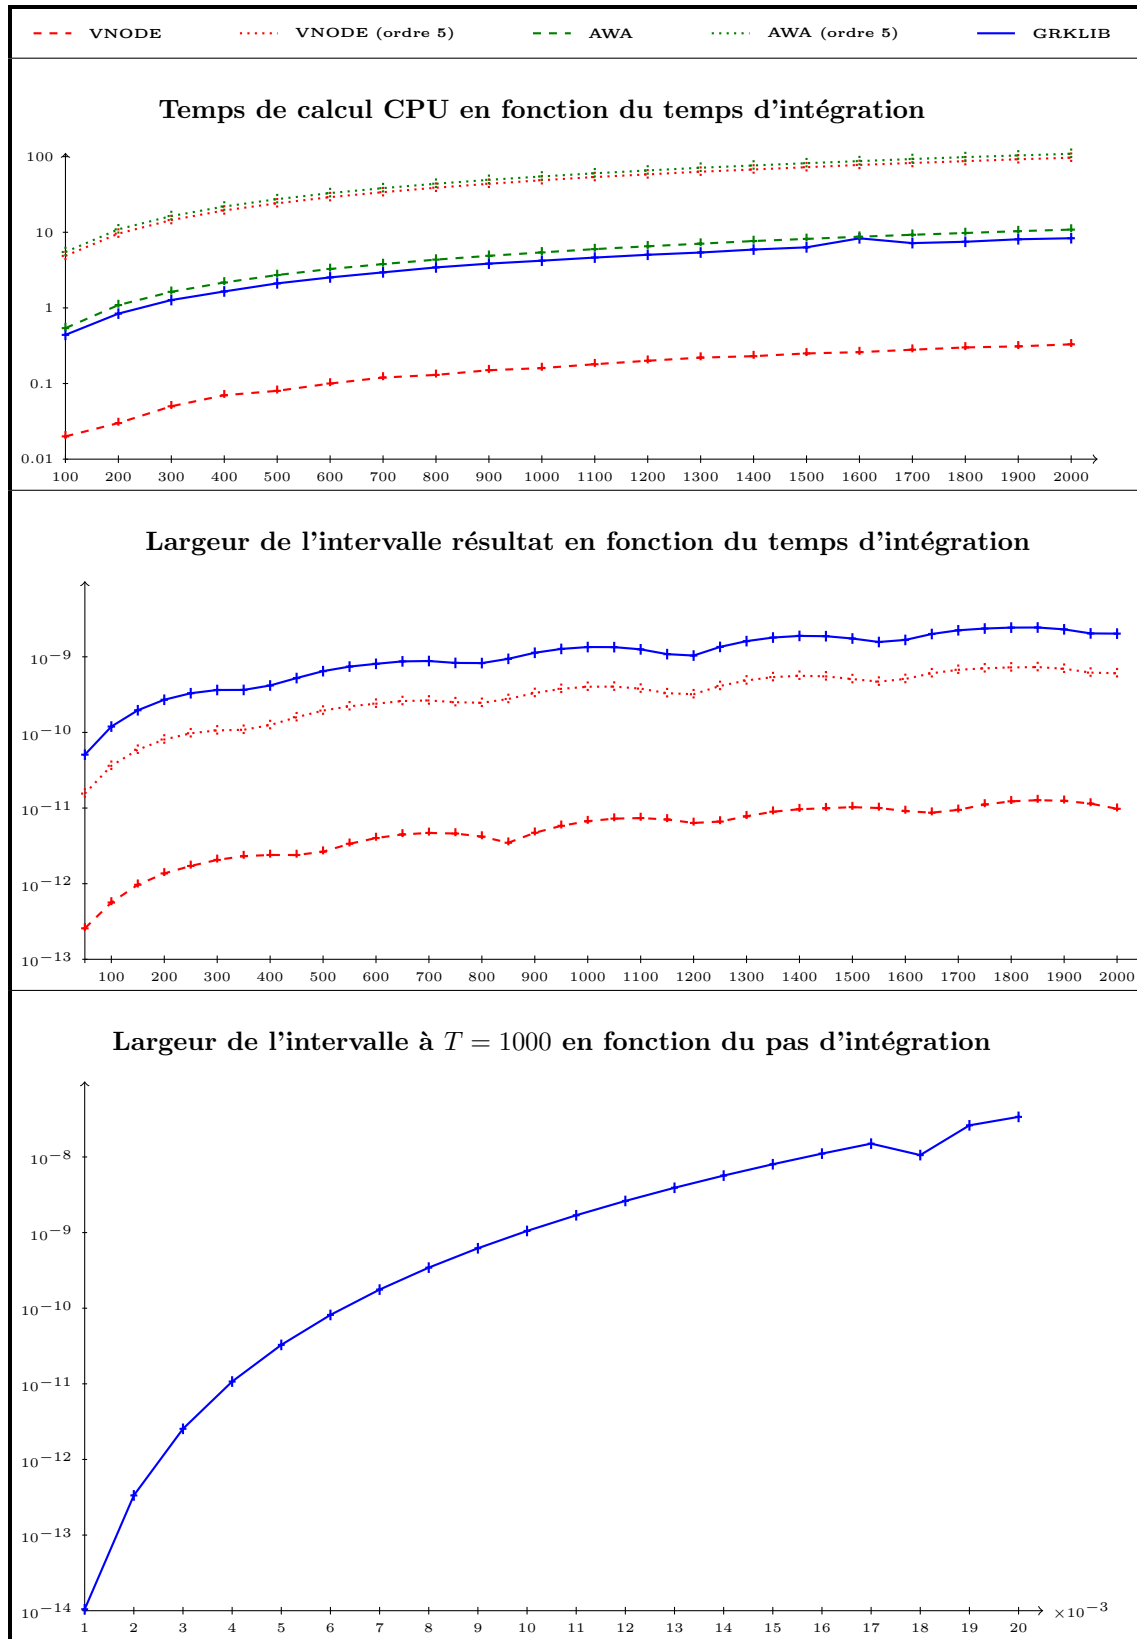 VNODE VNODE (ordre 5) AWA AWA (ordre 5) GRKLIB
Temps de calcul CPU en fonction du temps d'intégration
100
10
1
0.1
0.01
100 200 300 400 500 600 700 800 900 1000 1100 1200 1300 1400 1500 1600 1700 1800 1900 2000
Largeur de l'intervalle résultat en fonction du temps d'intégration
10⁻⁹
10⁻¹⁰
10⁻¹¹
10⁻¹²
10⁻¹³
100 200 300 400 500 600 700 800 900 1000 1100 1200 1300 1400 1500 1600 1700 1800 1900 2000
Largeur de l'intervalle à T = 1000 en fonction du pas d'intégration
10⁻⁸
10⁻⁹
10⁻¹⁰
10⁻¹¹
10⁻¹²
10⁻¹³
10⁻¹⁴
1 2 3 4 5 6 7 8 9 10 11 12 13 14 15 16 17 18 19 20 ×10⁻³